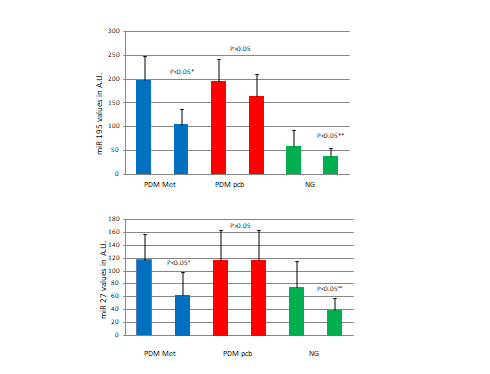 300
250
P>0.05
P<0.05*
200
150
P<0.05**
100
50
0
miR 195 values in A.U.
PDM Met
PDM pcb
NG
180
P>0.05
160
140
120
P<0.05*
100
80
P<0.05**
60
40
20
0
miR 27 values in A.U.
PDM Met
PDM pcb
NG